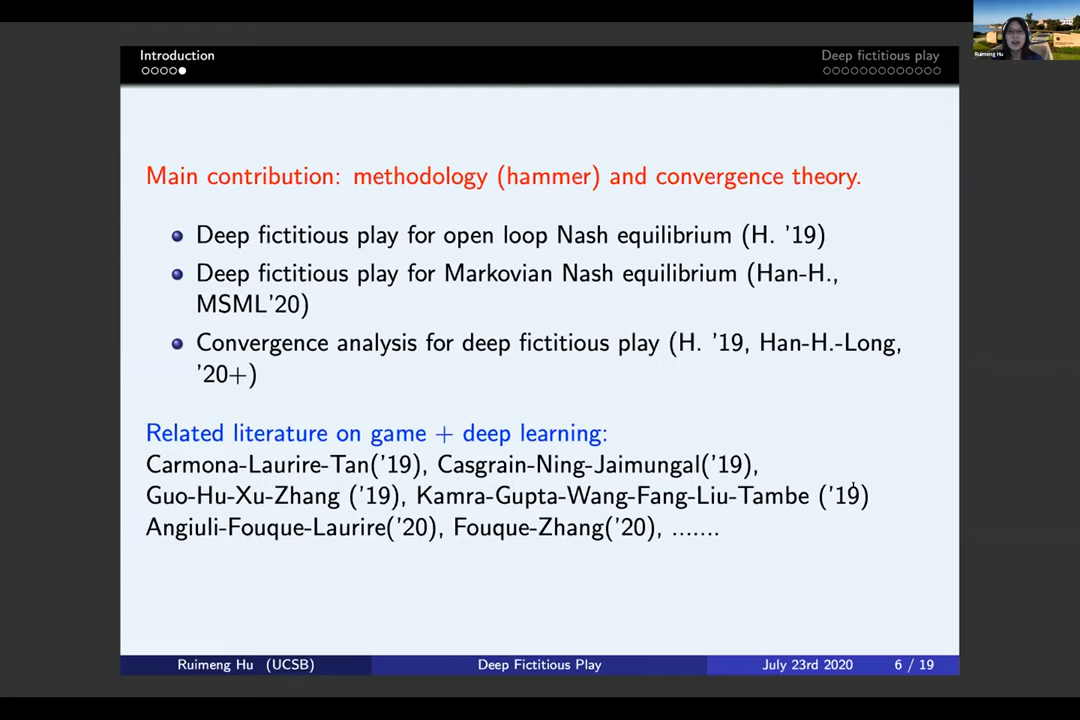 Introduction
Deep fictitious play
Ruimeng Hu
Main contribution: methodology (hammer) and convergence theory.
Deep fictitious play for open loop Nash equilibrium (H. '19)
Deep fictitious play for Markovian Nash equilibrium (Han-H.,
MSML'20)
Convergence analysis for deep fictitious play (H. '19, Han-H.-Long,
'20+)
Related literature on game + deep learning:
Carmona-Laurire-Tan('19), Casgrain-Ning-Jaimungal('19),
Guo-Hu-Xu-Zhang ('19), Kamra-Gupta-Wang-Fang-Liu-Tambe ('19)
Angiuli-Fouque-Laurire('20), Fouque-Zhang('20), .......
Ruimeng Hu (UCSB)
Deep Fictitious Play
July 23rd 2020
6 / 19